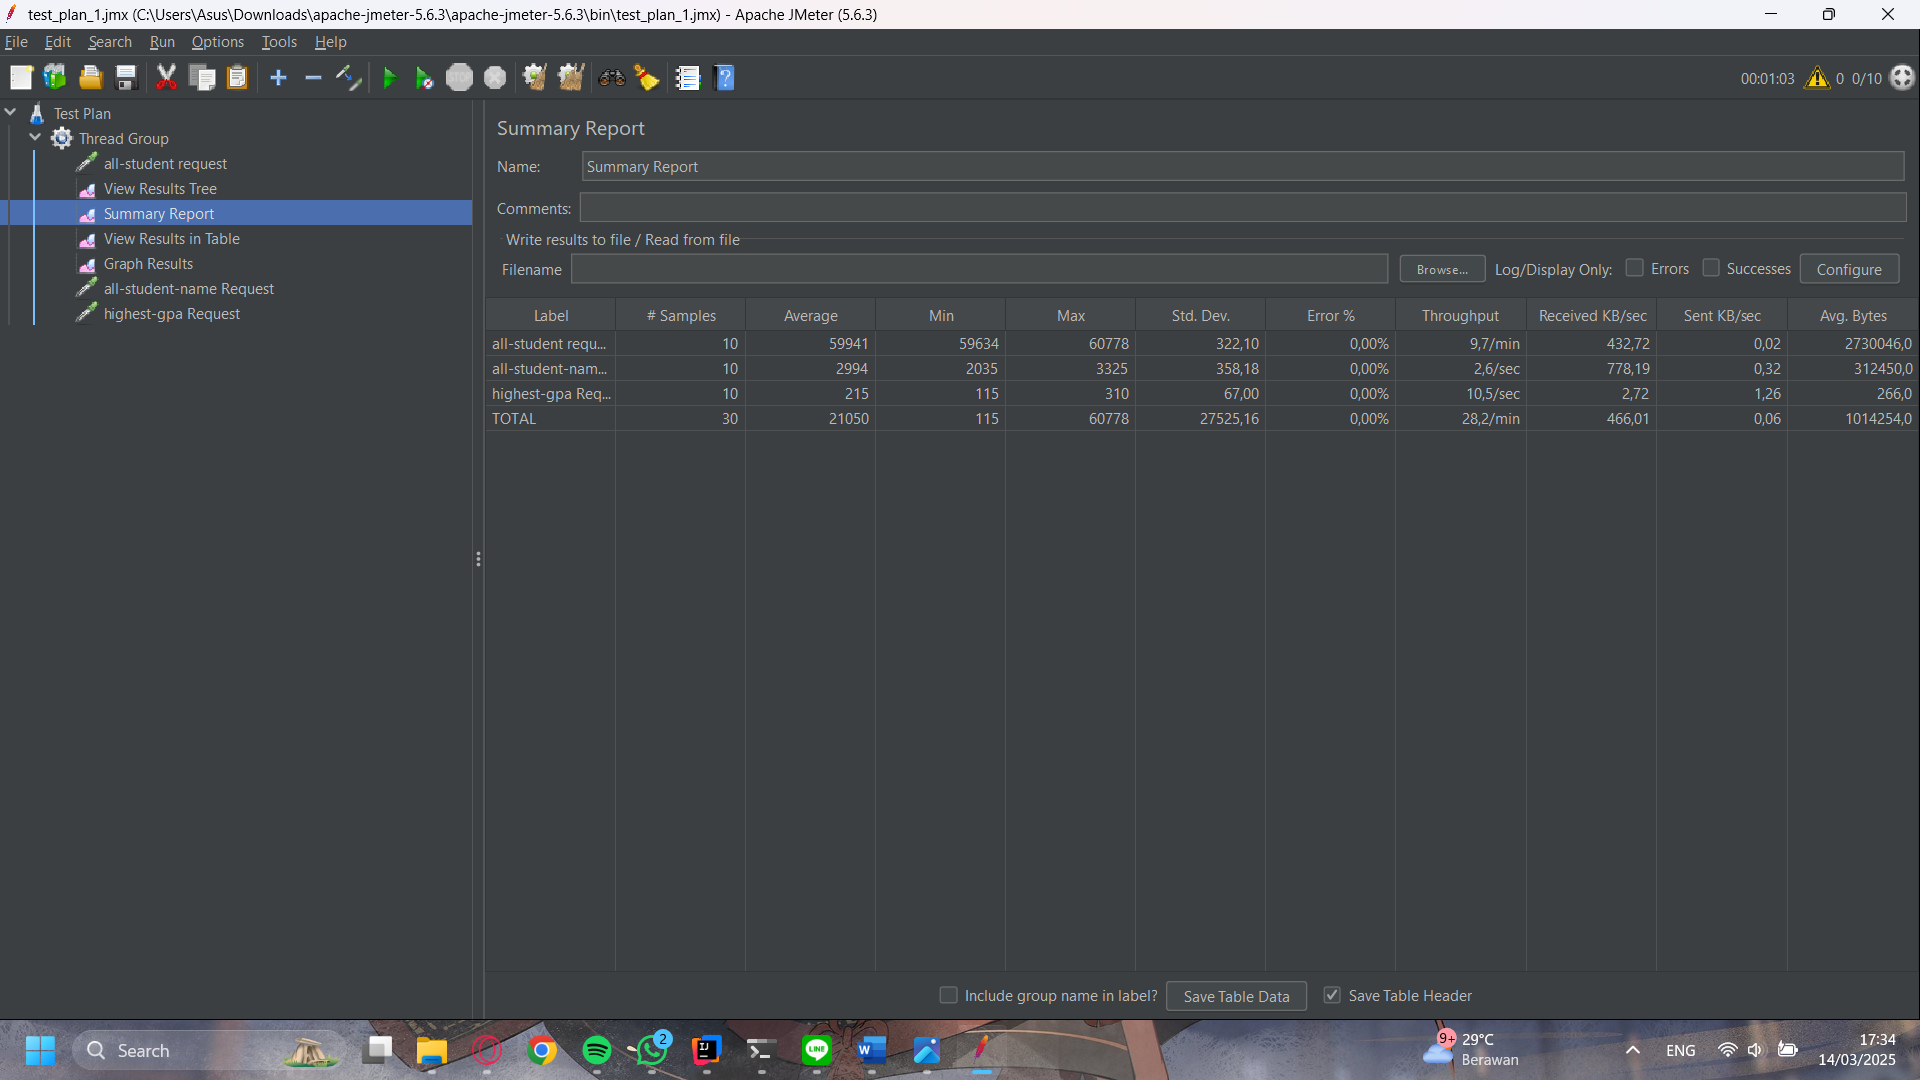 test_plan_1.jmx (C:\Users\Asus\Downloads\apache-jmeter-5.6.3\apache-jmeter-5.6.3\bin\test_plan_1.jmx) - Apache JMeter (5.6.3)
File Edit Search Run Options Tools Help
STOP 00:01:03 0 0/10
Test Plan
Thread Group
all-student request
View Results Tree
Summary Report
View Results in Table
Graph Results
all-student-name Request
highest-gpa Request
Summary Report
Name: Summary Report
Comments:
Write results to file / Read from file
Filename Browse... Log/Display Only: Errors Successes Configure
Label # Samples Average Min Max Std. Dev. Error % Throughput Received KB/sec Sent KB/sec Avg. Bytes
all-student requ... 10 59941 59634 60778 322,10 0,00% 9,7/min 432,72 0,02 2730046,0
all-student-nam... 10 2994 2035 3325 358,18 0,00% 2,6/sec 778,19 0,32 312450,0
highest-gpa Req... 10 215 115 310 67,00 0,00% 10,5/sec 2,72 1,26 266,0
TOTAL 30 21050 115 60778 27525,16 0,00% 28,2/min 466,01 0,06 1014254,0
Include group name in label? Save Table Data Save Table Header
Search 2 IJ LINE W 9+ 29°C ENG 17:34
Berawan 14/03/2025